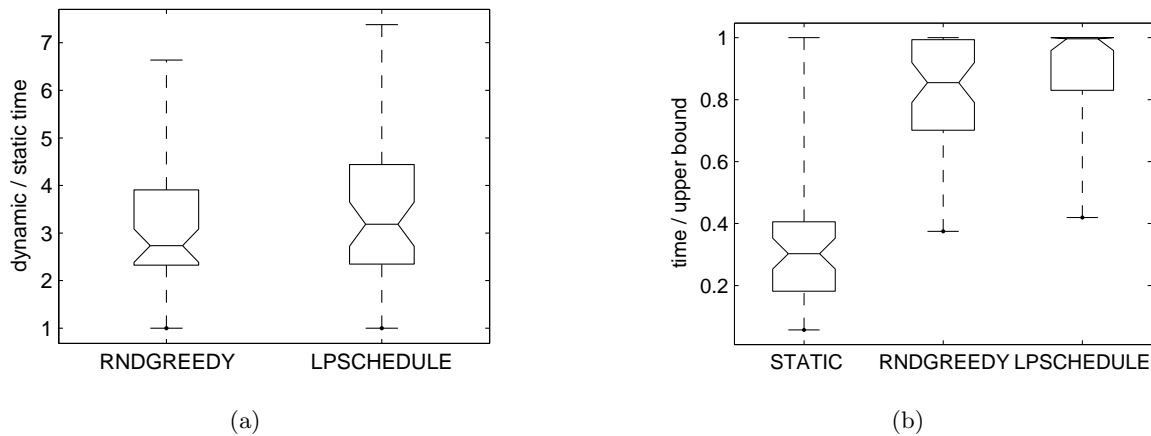 dynamic / static time
7
6
5
4
3
2
1
RNDGREEDY LPSCHEDULE
(a)
time / upper bound
1
0.8
0.6
0.4
0.2
STATIC RNDGREEDY LPSCHEDULE
(b)